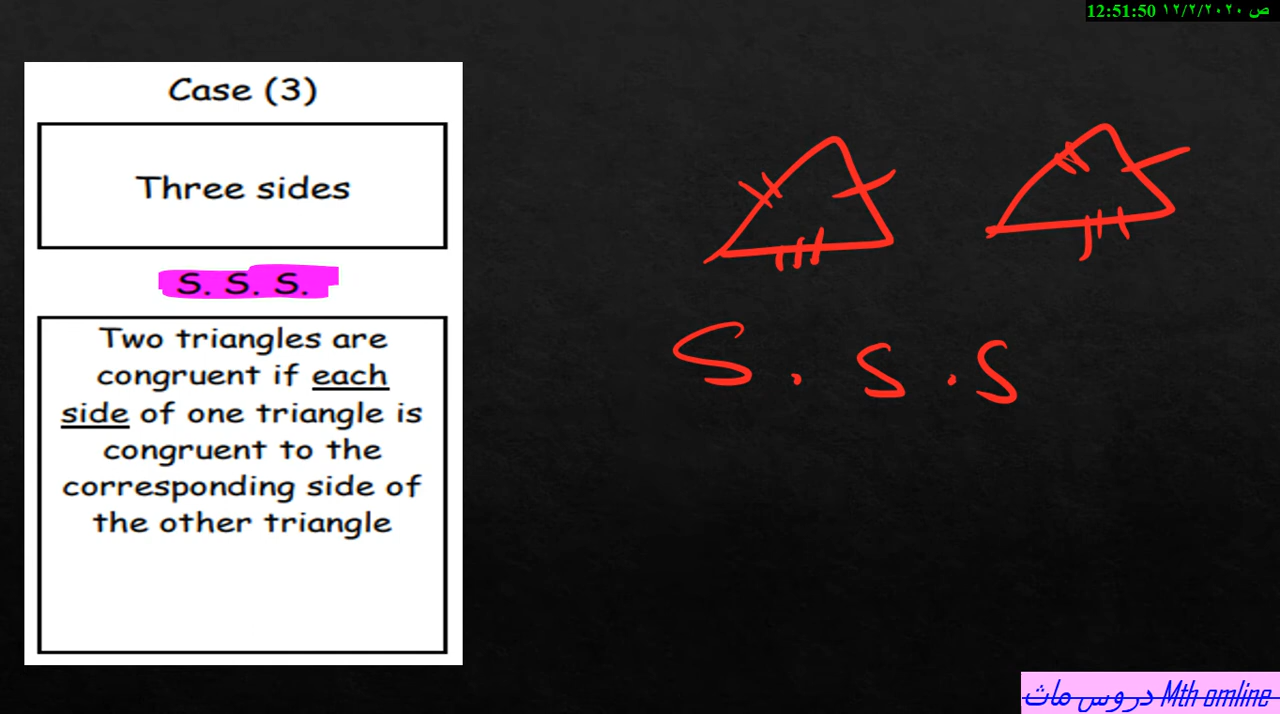 12:51:50 ١٢/٢/٢٠٢٠ ص
Case (3)
Three sides
S. S. S.
Two triangles are
congruent if each
side of one triangle is
congruent to the
corresponding side of
the other triangle
S . S . S
دروس ماث Mth omline